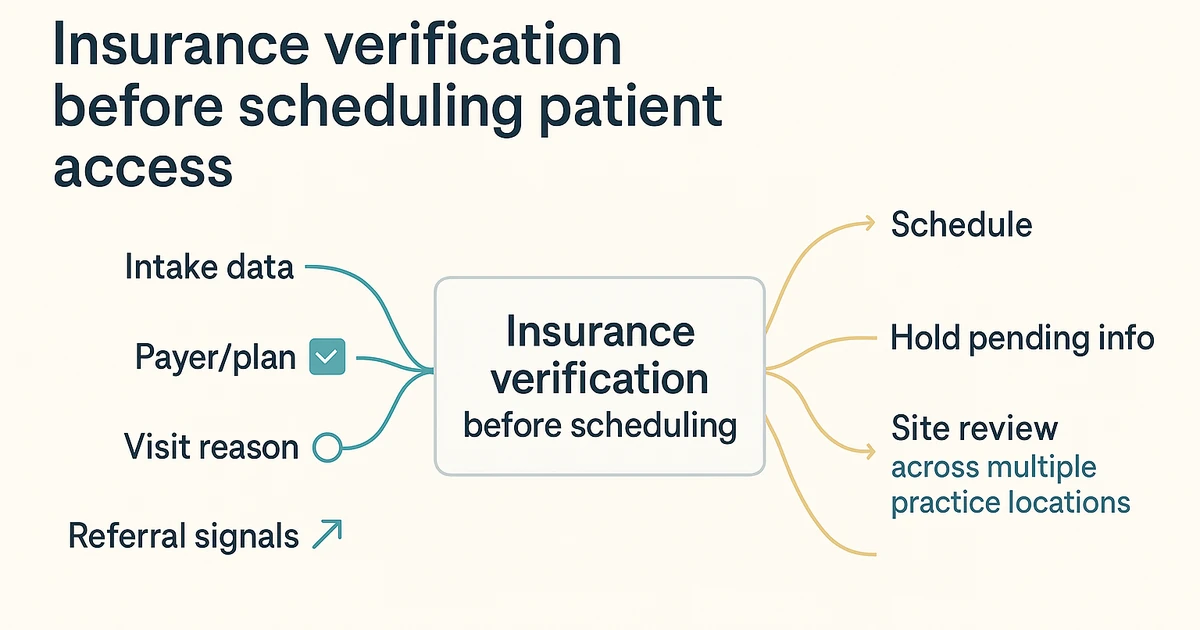 Insurance verification
before scheduling patient
access
Intake data
Payer/plan
Visit reason
Referral signals
Insurance
verification
before scheduling
Schedule
Hold pending info
Site review
across multiple
practice locations